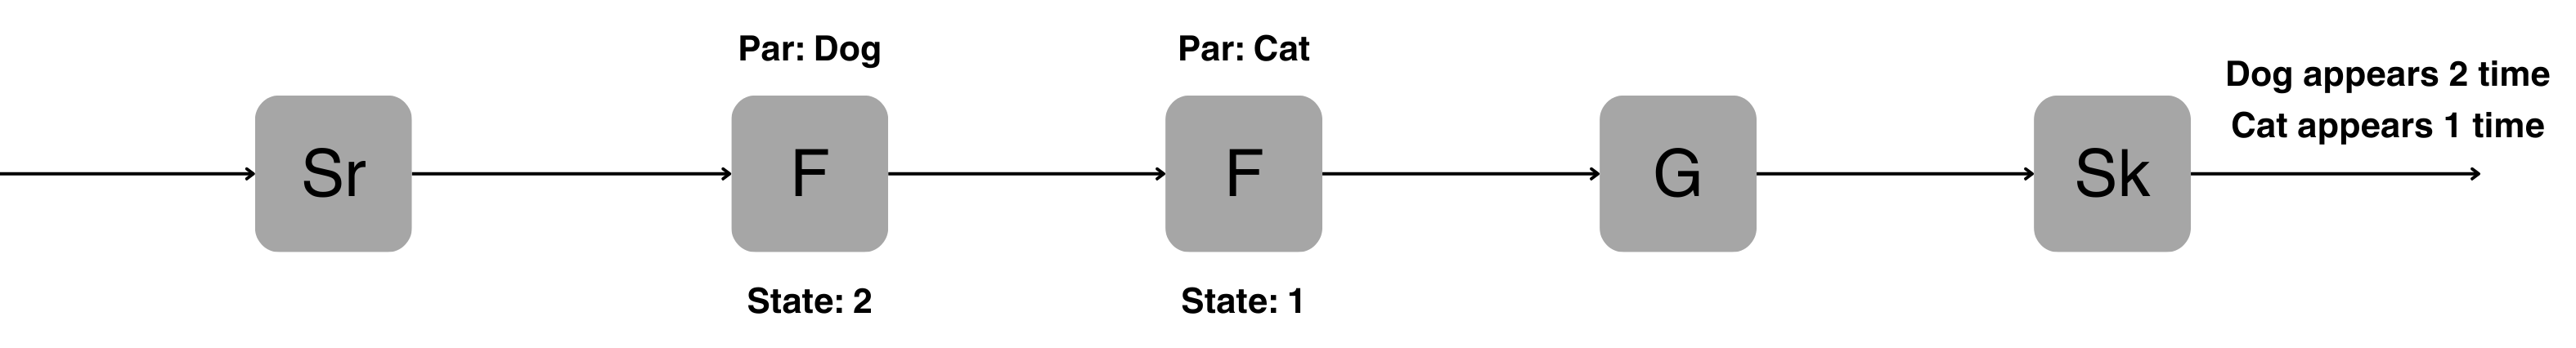 Par: Dog
Par: Cat
Dog appears 2 time
Cat appears 1 time
Sr
F
F
G
Sk
State: 2
State: 1